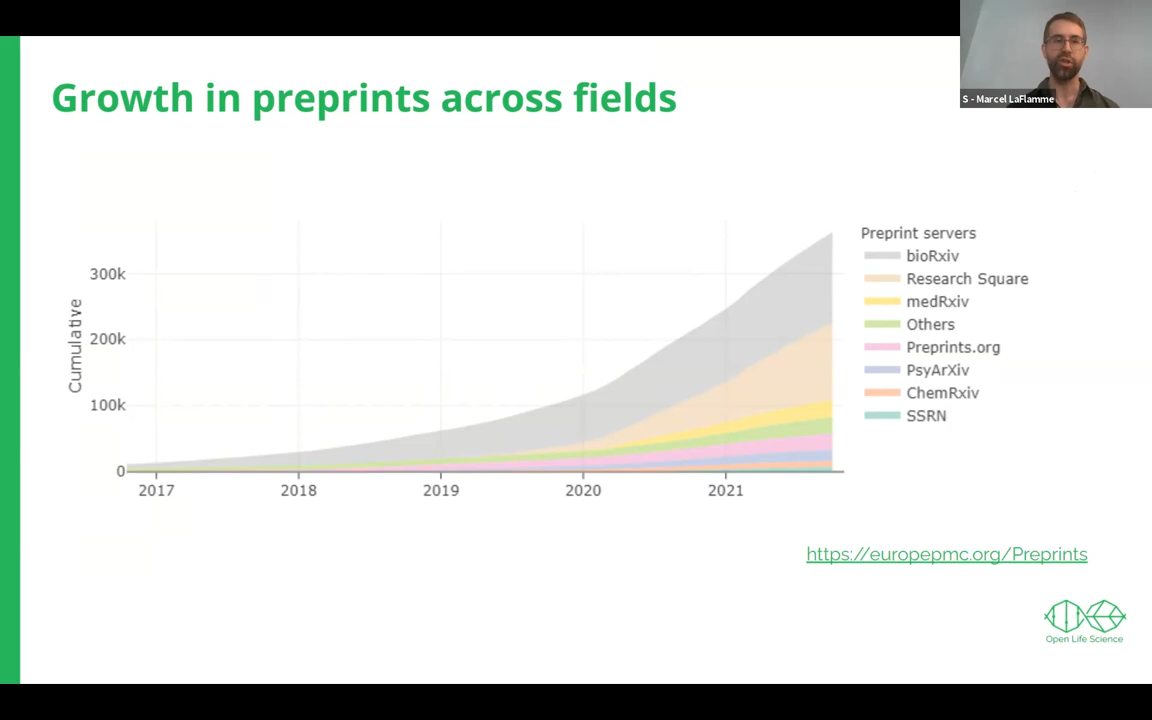 S - Marcel LaFlamme
Growth in preprints across fields
Cumulative
300k
200k
100k
0
2017 2018 2019 2020 2021
Preprint servers
bioRxiv
Research Square
medRxiv
Others
Preprints.org
PsyArXiv
ChemRxiv
SSRN
https://europepmc.org/Preprints
Open Life Science